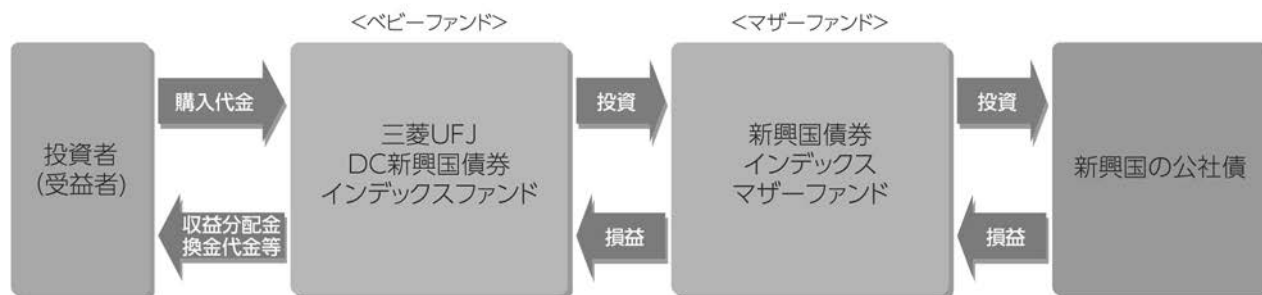 <ベビーファンド>
<マザーファンド>
投資者
(受益者)
購入代金
収益分配金
換金代金等
三菱UFJ
DC新興国債券
インデックスファンド
投資
損益
新興国債券
インデックス
マザーファンド
投資
損益
新興国の公社債